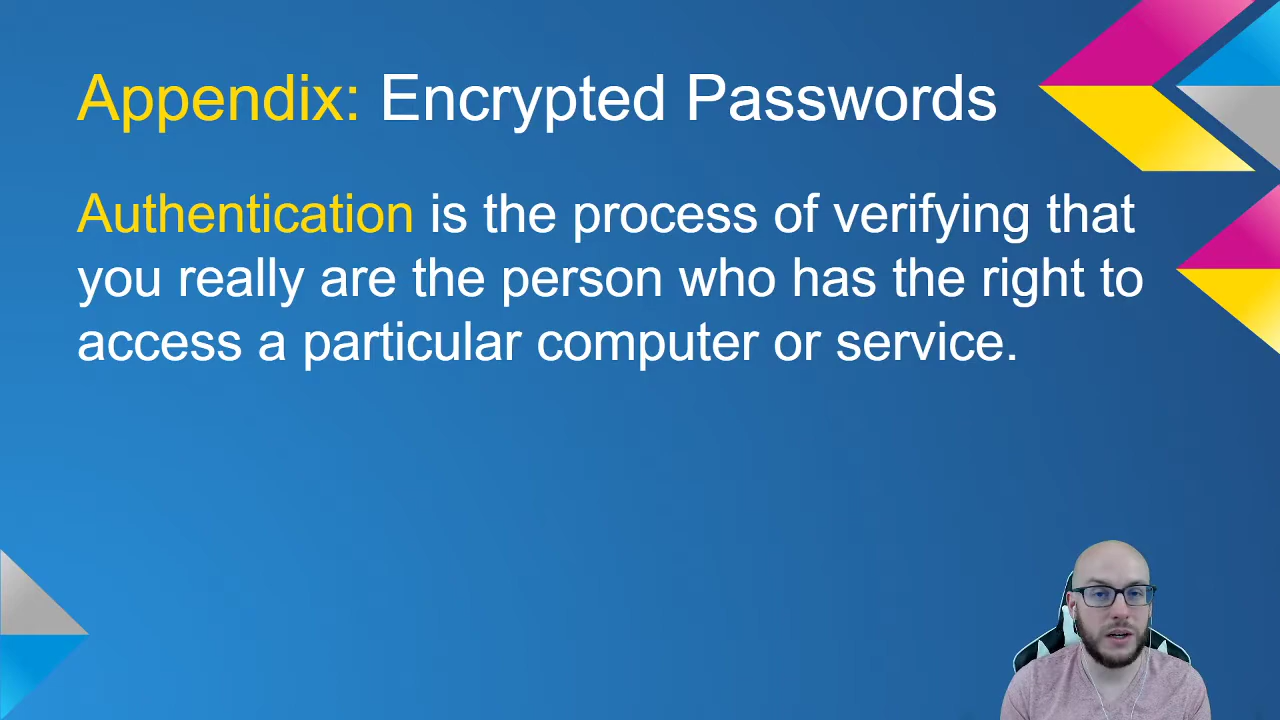 Appendix: Encrypted Passwords
Authentication is the process of verifying that
you really are the person who has the right to
access a particular computer or service.